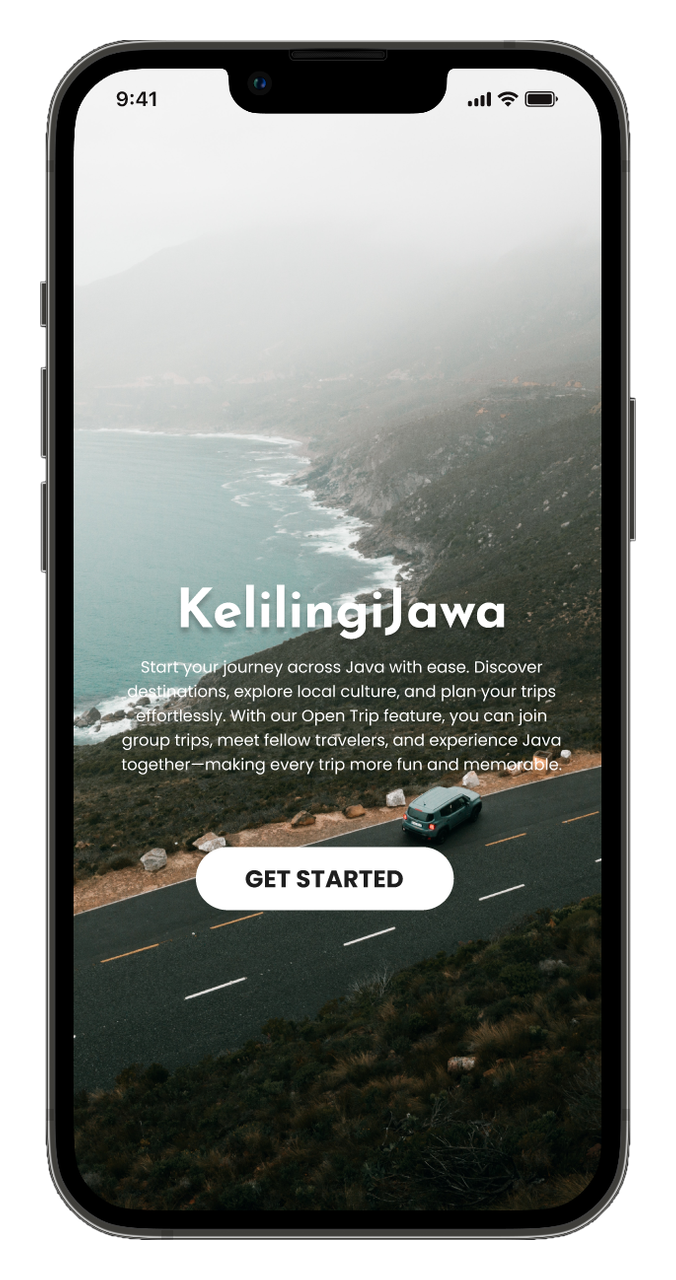 9:41
KelilingiJawa
Start your journey across Java with ease. Discover
destinations, explore local culture, and plan your trips
effortlessly. With our Open Trip feature, you can join
group trips, meet fellow travelers, and experience Java
together—making every trip more fun and memorable.
GET STARTED